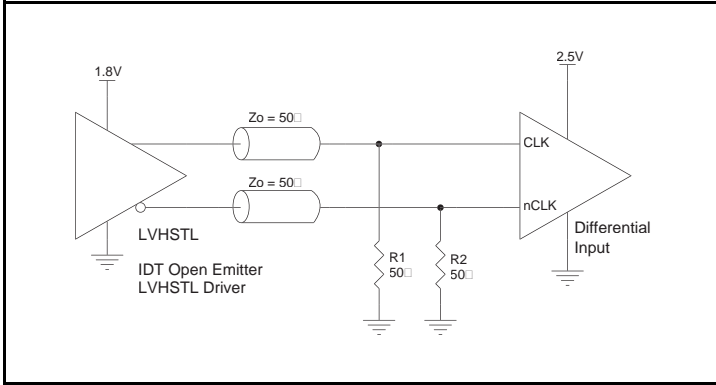 1.8V
2.5V
Zo = 50□
CLK
Zo = 50□
nCLK
LVHSTL
IDT Open Emitter
LVHSTL Driver
R1
50□
R2
50□
Differential
Input